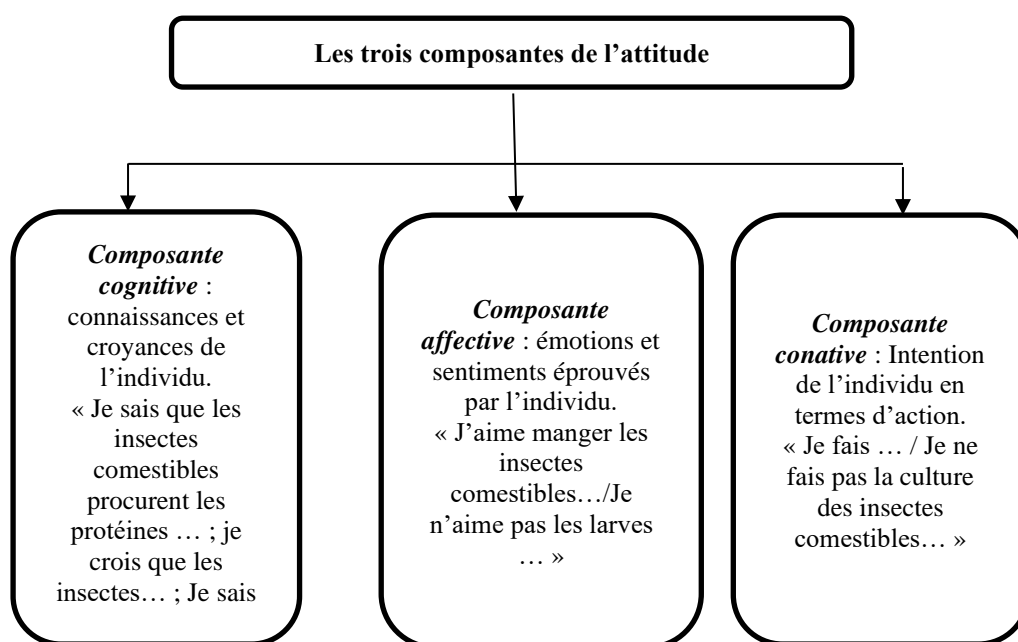 Les trois composantes de l’attitude
Composante
cognitive :
connaissances et
croyances de
l’individu.
« Je sais que les
insectes
comestibles
procurent les
protéines … ; je
crois que les
insectes… ; Je sais
Composante
affective : émotions et
sentiments éprouvés
par l’individu.
« J’aime manger les
insectes
comestibles…/Je
n’aime pas les larves
… »
Composante
conative : Intention
de l’individu en
termes d’action.
« Je fais … / Je ne
fais pas la culture
des insectes
comestibles… »